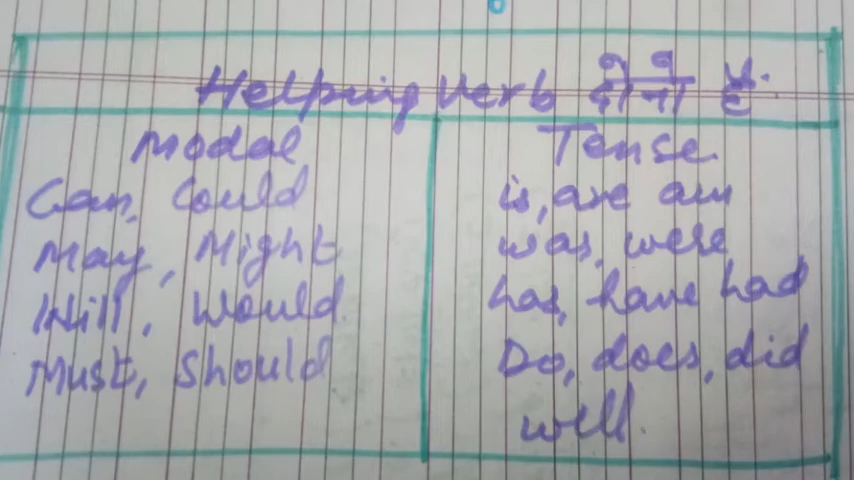 Helping Verb
Modal
Can, Could
May, Might
Will, Would
Must, Should
Tense
is, are am
was, were
has, have had
Do, does, did
well